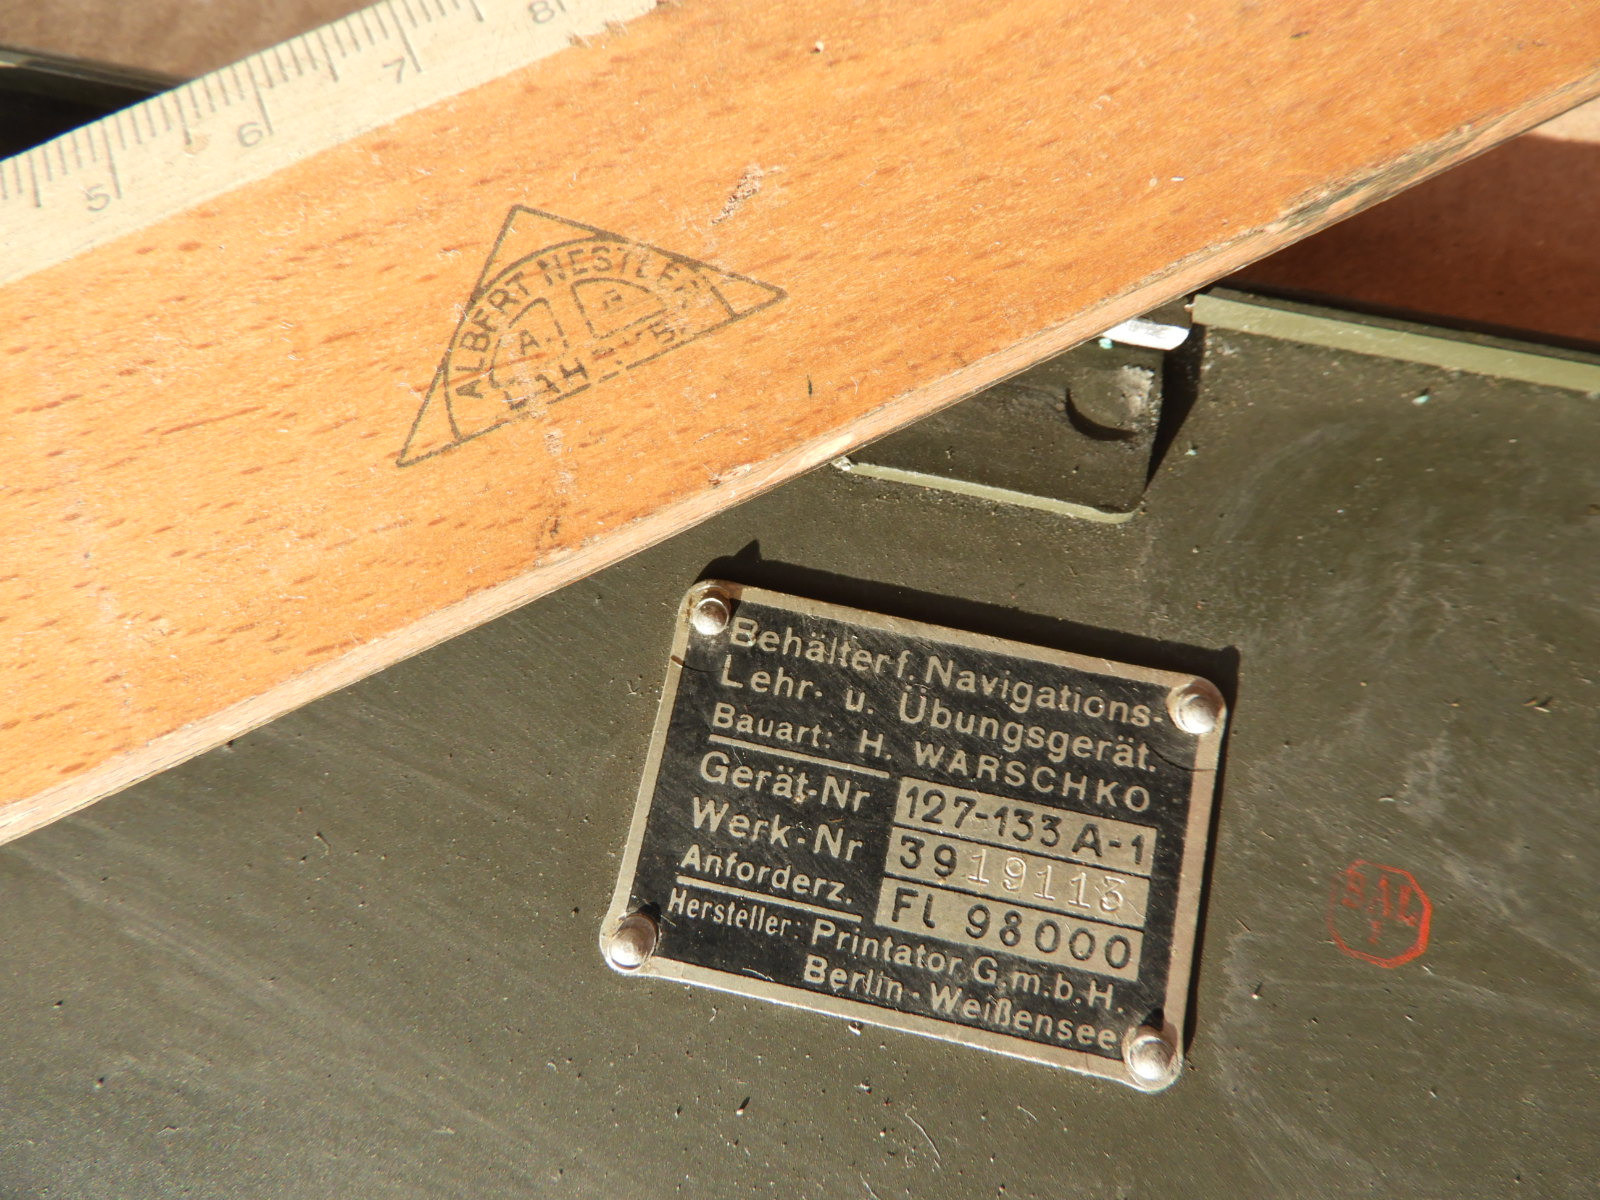 5 6 7 8
ALBERT NESTLER
A.
LAHR
Behälter f. Navigations-
Lehr- u. Übungsgerät.
Bauart: H. WARSCHKO
Gerät-Nr 127-133 A-1
Werk-Nr 3919113
Anforderz. Fl 98000
Hersteller: Printator G.m.b.H.
Berlin-Weißensee
BAL